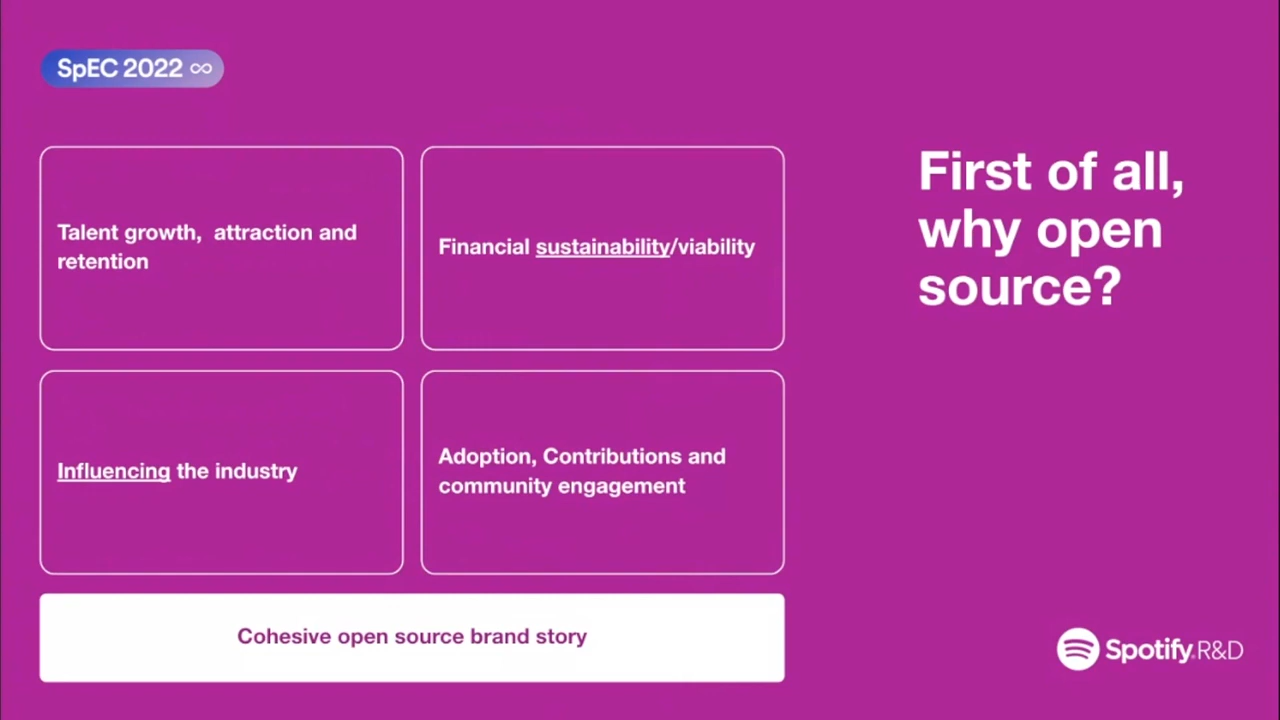 SpEC 2022 ∞
First of all,
why open
source?
Talent growth,  attraction and
retention
Financial sustainability/viability
Influencing the industry
Adoption, Contributions and
community engagement
Cohesive open source brand story
Spotify R&D